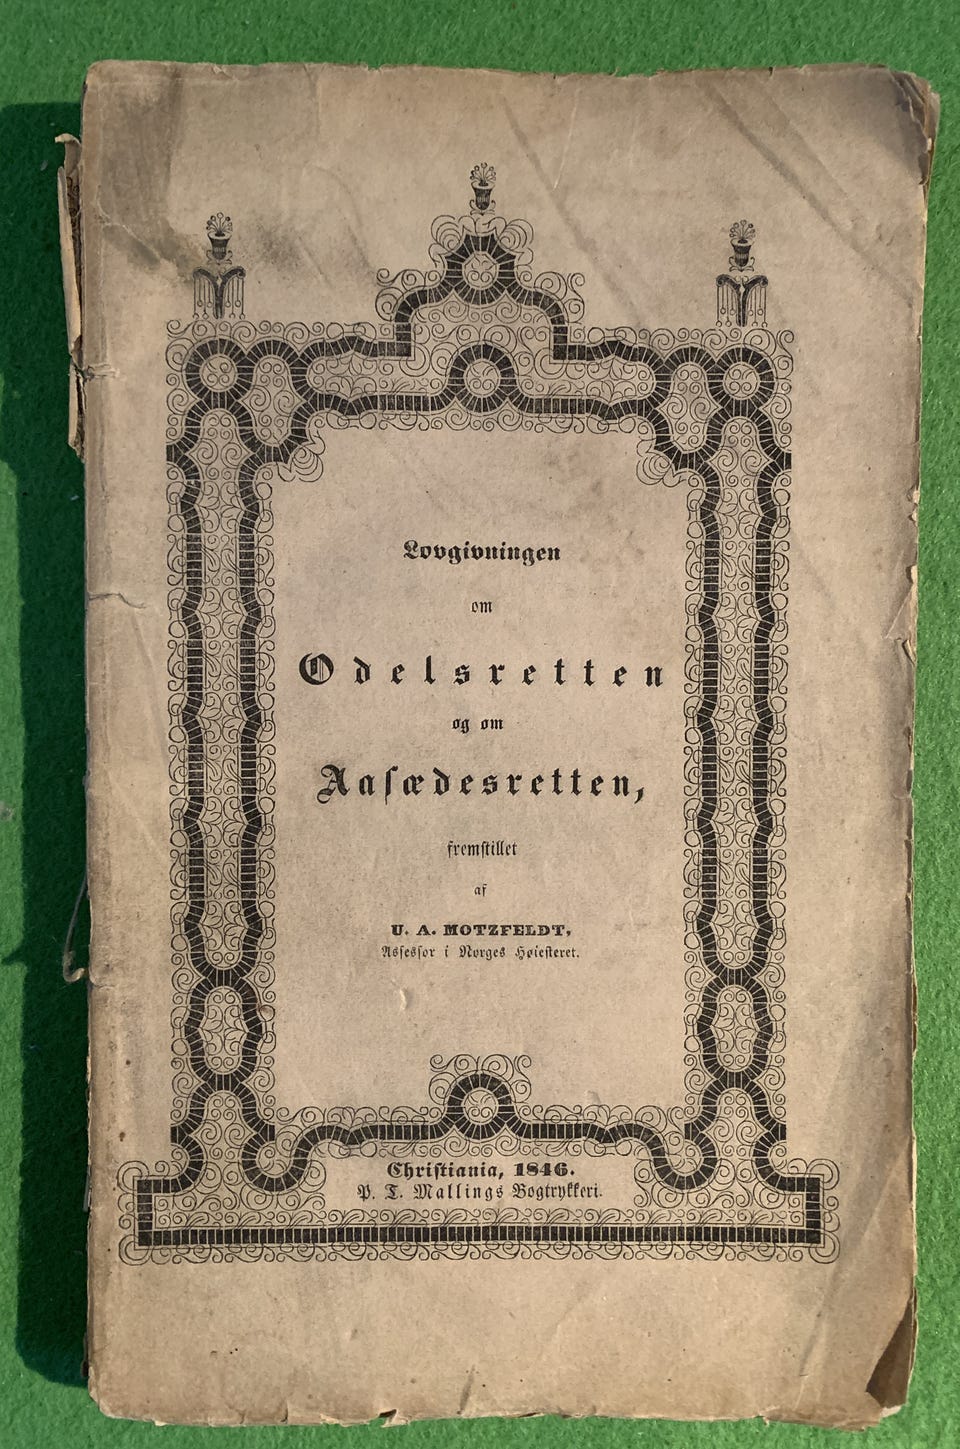 Lovgivningen
om
Odelsretten
og om
Aasædesretten,
fremstillet
af
U. A. MOTZFELDT,
Assessor i Norges Høiesteret.
Christiania, 1846.
P. T. Mallings Bogtrykkeri.